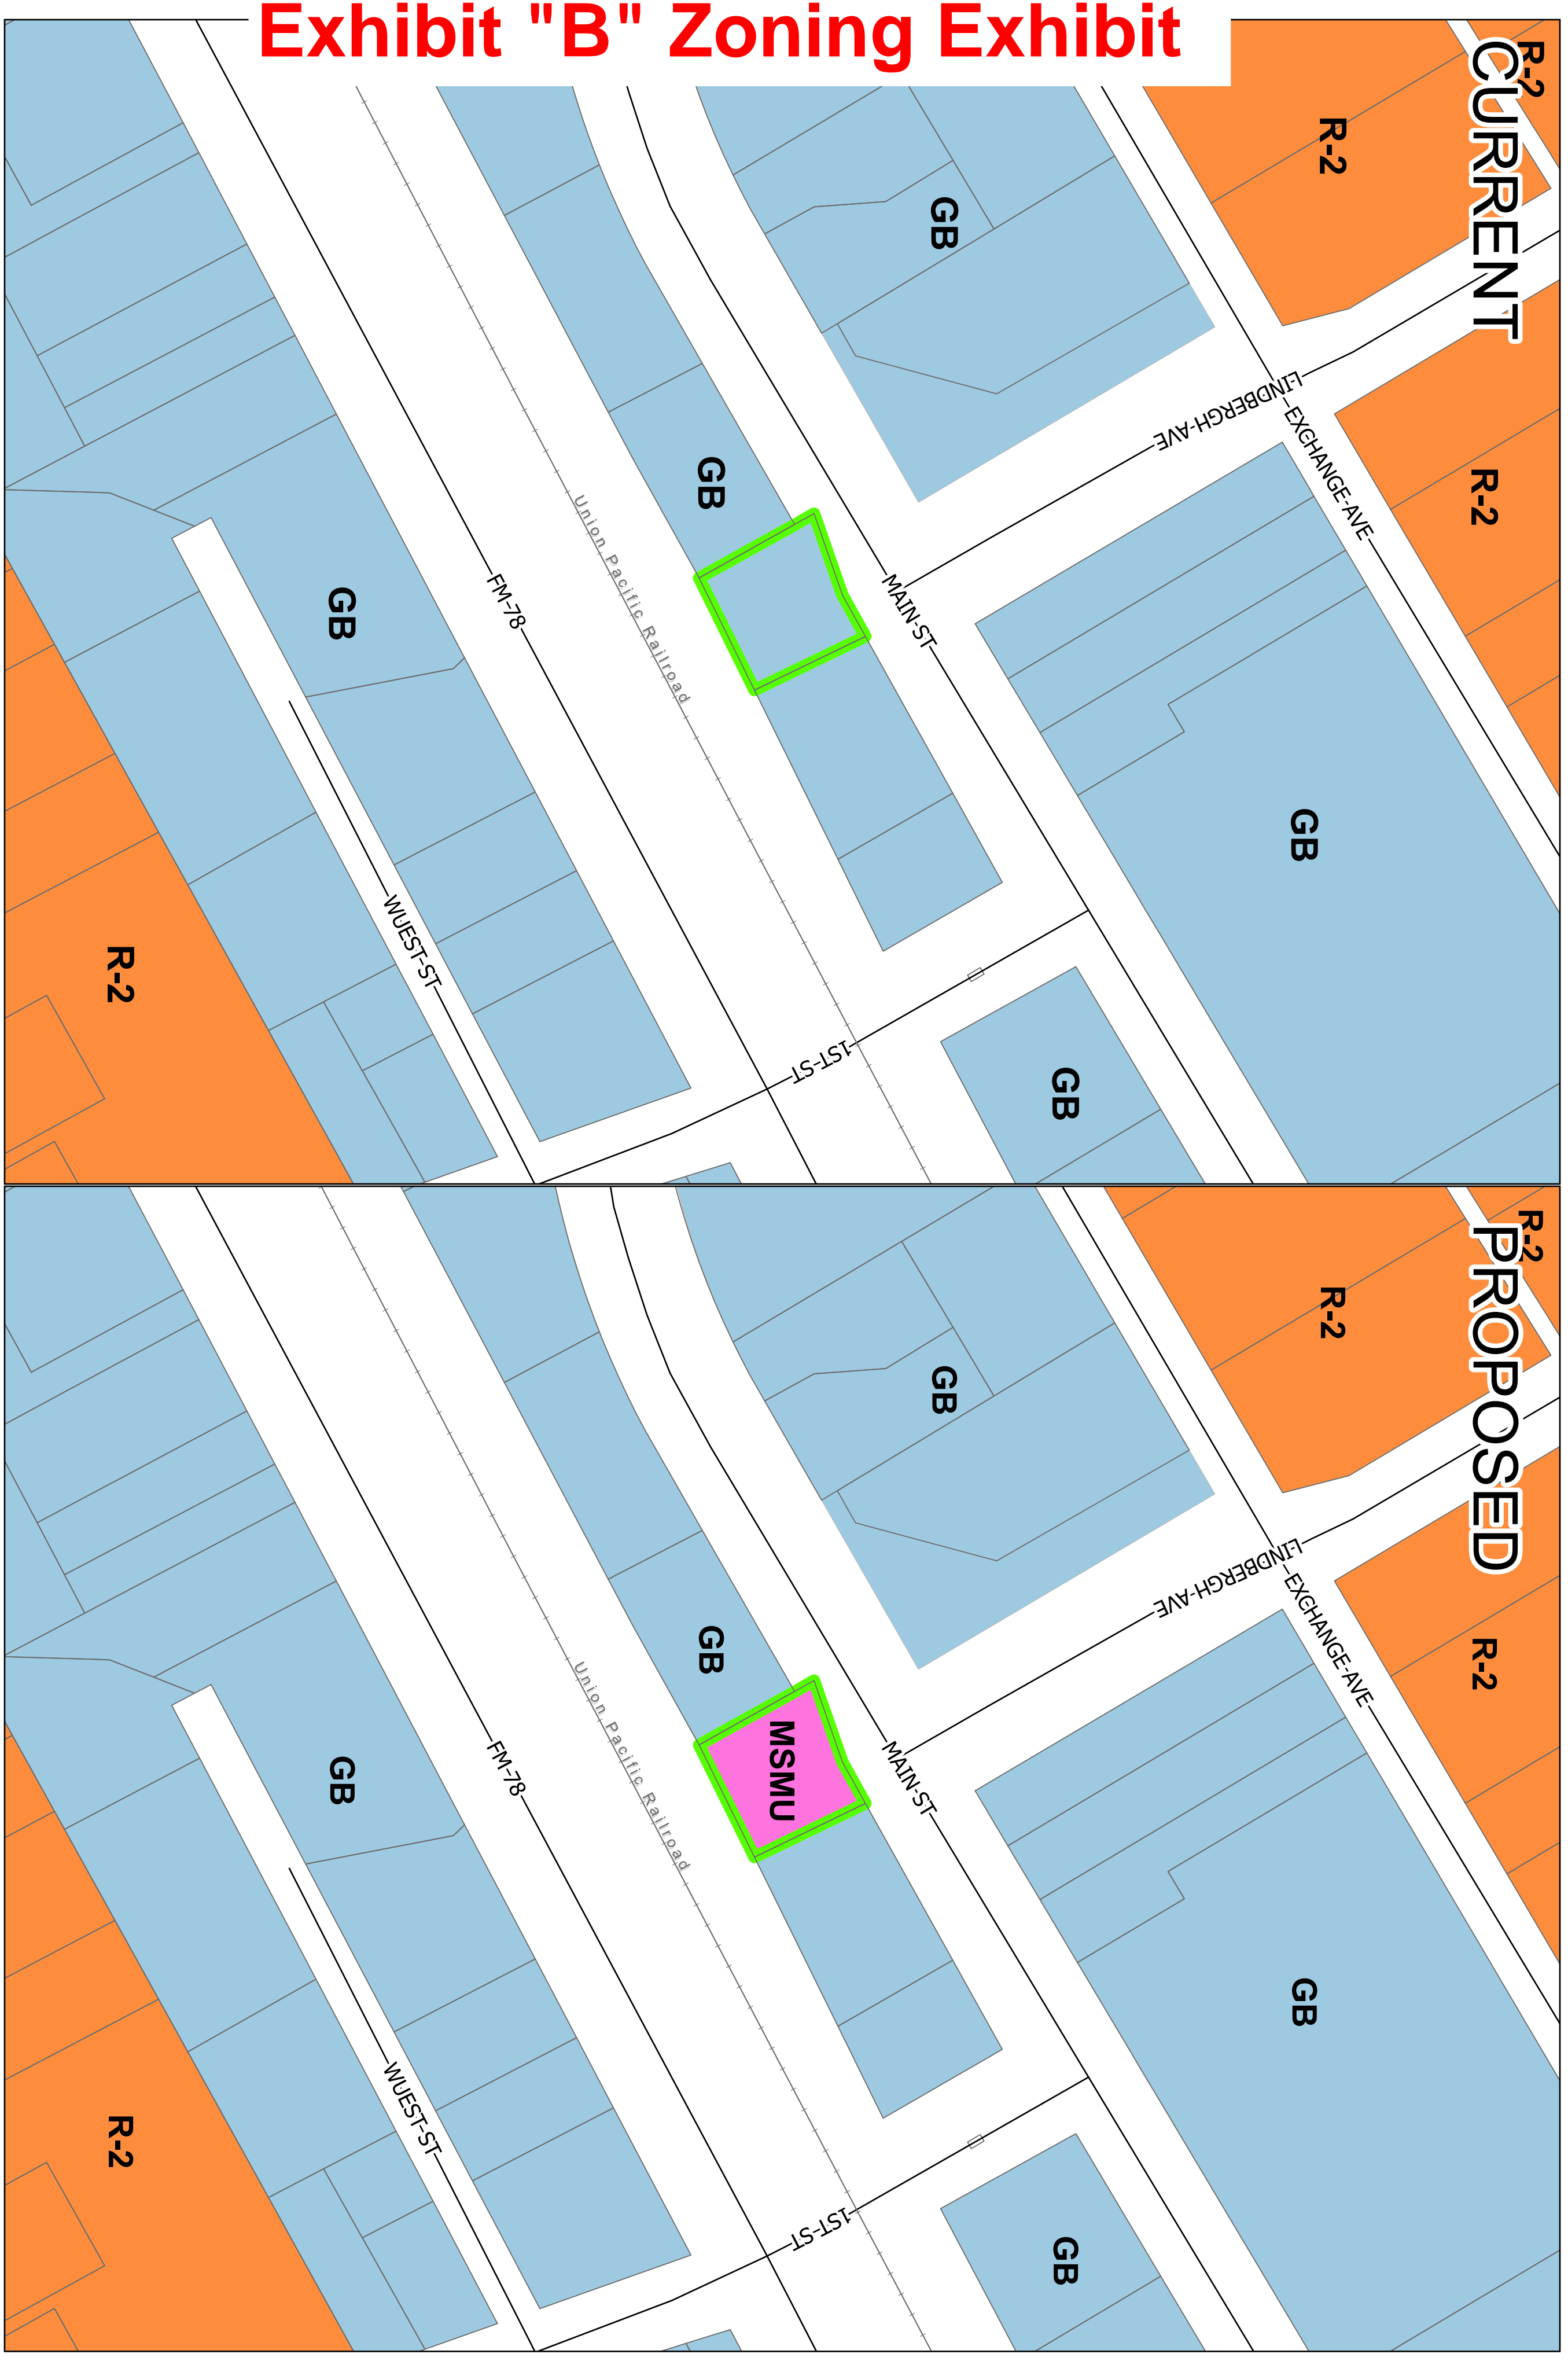 Exhibit "B" Zoning Exhibit
CURRENT
R-2
R-2
GB
LINDBERGH-AVE
EXCHANGE-AVE
R-2
GB
Union Pacific Railroad
FM-78
MAIN-ST
GB
GB
WUEST-ST
R-2
1ST-ST
GB
PROPOSED
R-2
R-2
GB
LINDBERGH-AVE
EXCHANGE-AVE
R-2
GB
Union Pacific Railroad
MSMU
FM-78
MAIN-ST
GB
GB
WUEST-ST
R-2
1ST-ST
GB